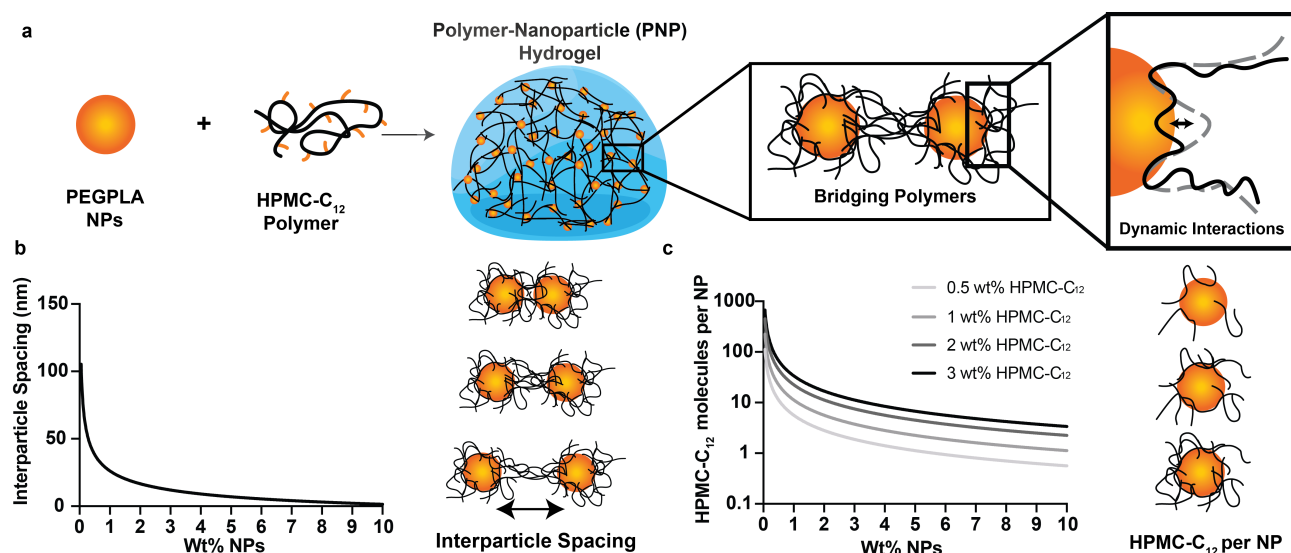 a
Polymer-Nanoparticle (PNP)
Hydrogel
+
PEGPLA
NPs
HPMC-C₁₂
Polymer
Bridging Polymers
Dynamic Interactions
b
Interparticle Spacing (nm)
150
100
50
0
0 1 2 3 4 5 6 7 8 9 10
Wt% NPs
Interparticle Spacing
c
HPMC-C₁₂ molecules per NP
1000
100
10
1
0.1
0 1 2 3 4 5 6 7 8 9 10
Wt% NPs
0.5 wt% HPMC-C₁₂
1 wt% HPMC-C₁₂
2 wt% HPMC-C₁₂
3 wt% HPMC-C₁₂
HPMC-C₁₂ per NP